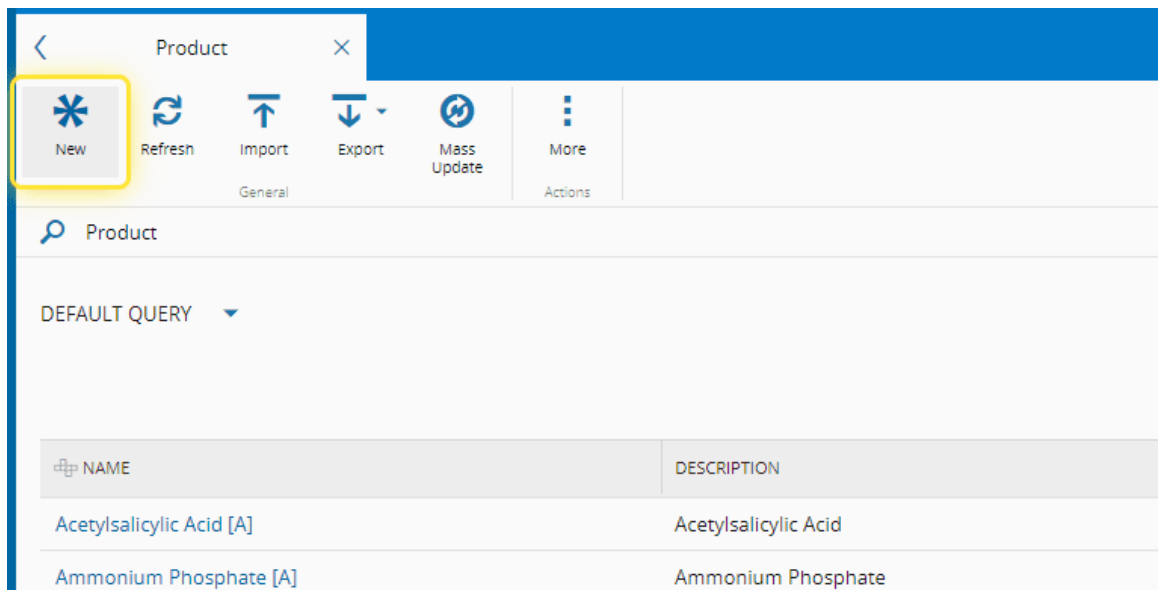 Product
New
Refresh
Import
Export
Mass
Update
More
General
Actions
Product
DEFAULT QUERY
NAME
DESCRIPTION
Acetylsalicylic Acid [A]
Acetylsalicylic Acid
Ammonium Phosphate [A]
Ammonium Phosphate